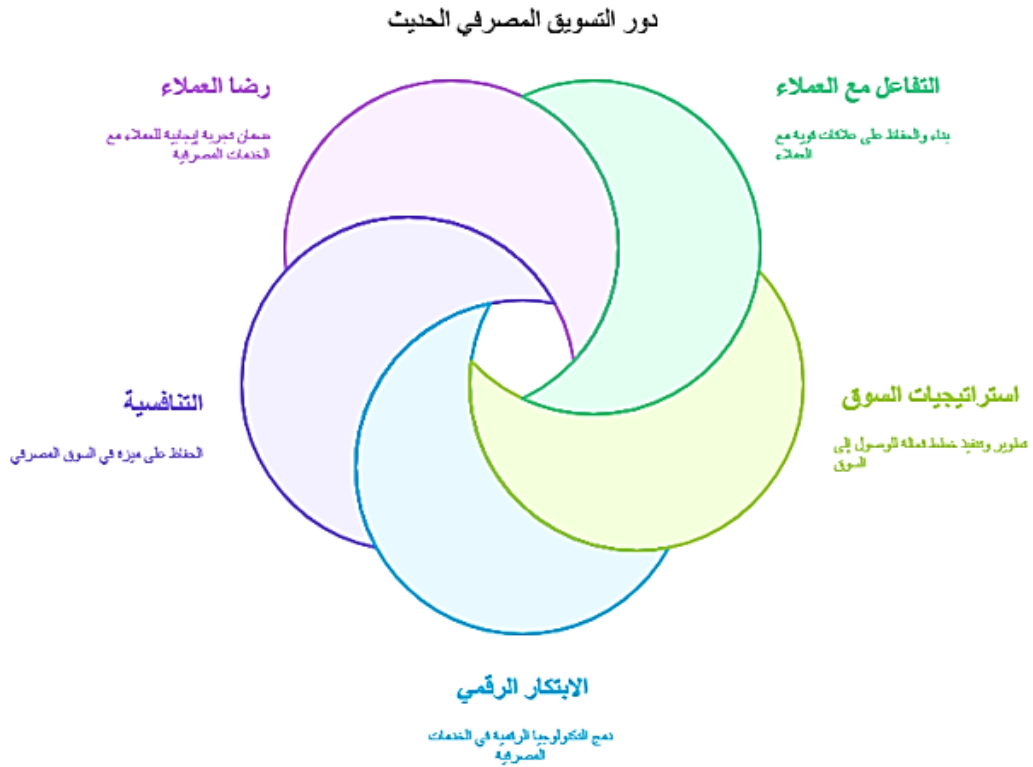 دور التسويق المصرفي الحديث
التفاعل مع العملاء
بناء والحفاظ على علاقات قوية مع
العملاء
استراتيجيات السوق
تطوير وتنفيذ خطط فعالة للوصول إلى
السوق
الابتكار الرقمي
دمج التكنولوجيا الرقمية في الخدمات
المصرفية
التنافسية
الحفاظ على ميزة في السوق المصرفي
رضا العملاء
ضمان تجربة إيجابية للعملاء مع
الخدمات المصرفية